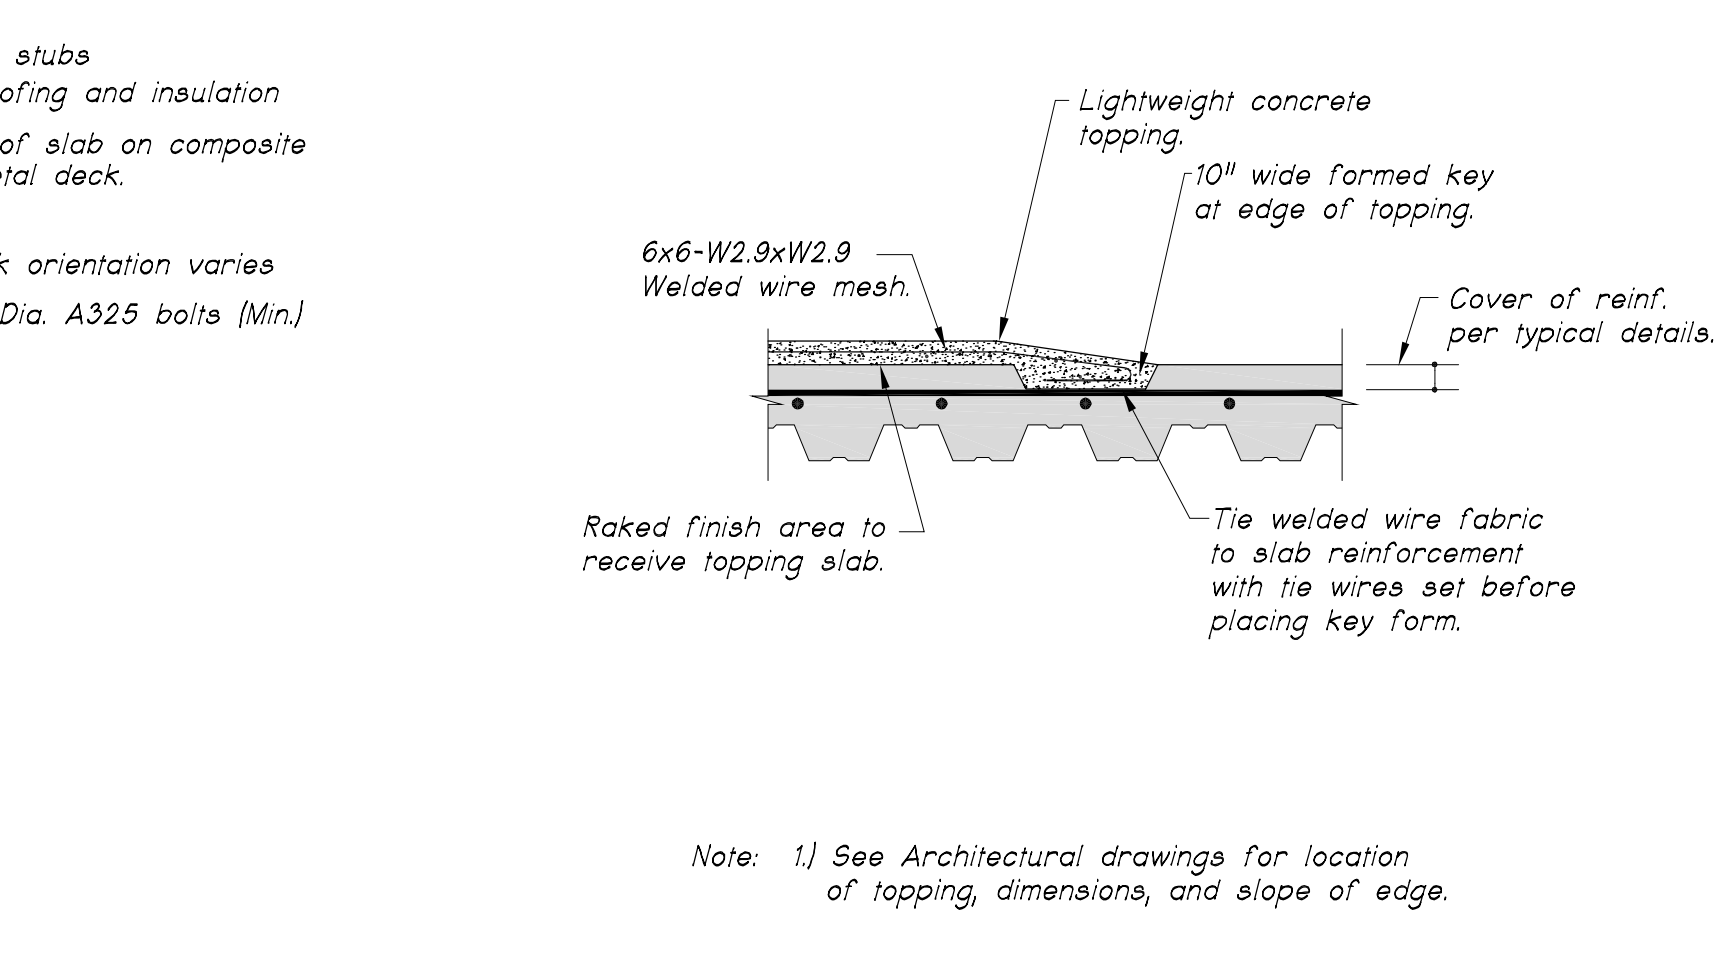 stubs
and insulation
of slab on composite
deck.
orientation varies
Dia. A325 bolts (Min.)
Lightweight concrete
topping.
10" wide formed key
at edge of topping.
6x6-W2.9xW2.9
Welded wire mesh.
Cover of reinf.
per typical details.
Raked finish area to
receive topping slab.
Tie welded wire fabric
to slab reinforcement
with tie wires set before
placing key form.
Note: 1.) See Architectural drawings for location
of topping, dimensions, and slope of edge.